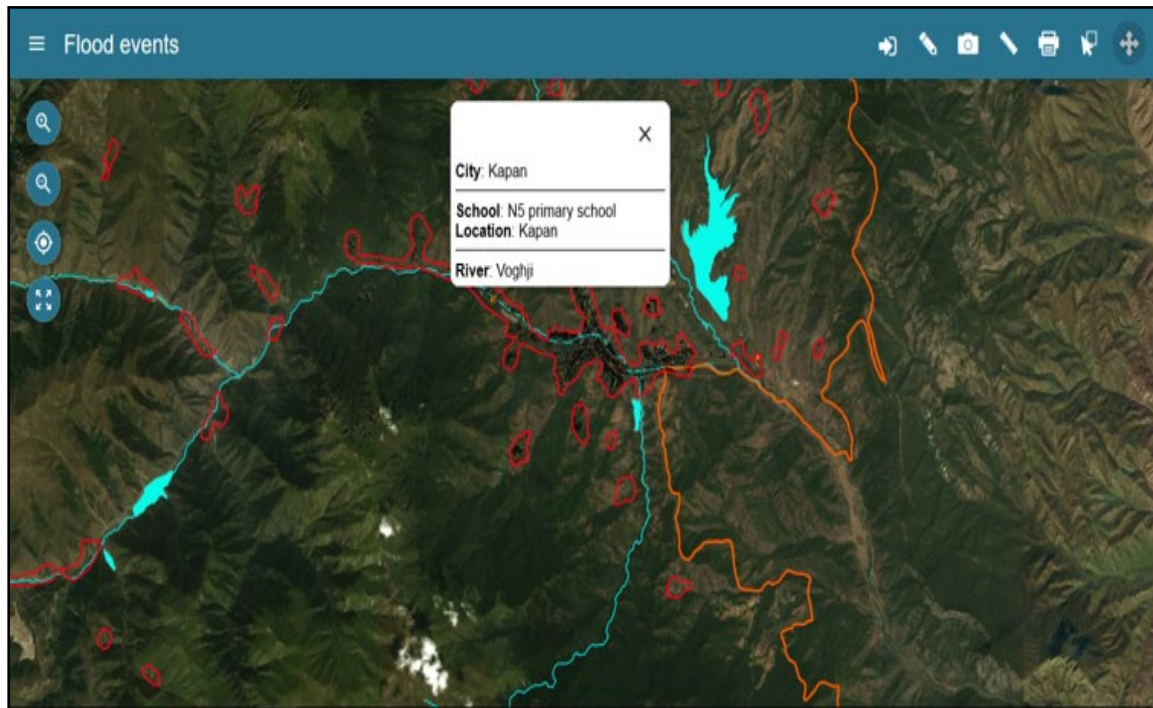 Flood events
City: Kapan
School: N5 primary school
Location: Kapan
River: Voghji